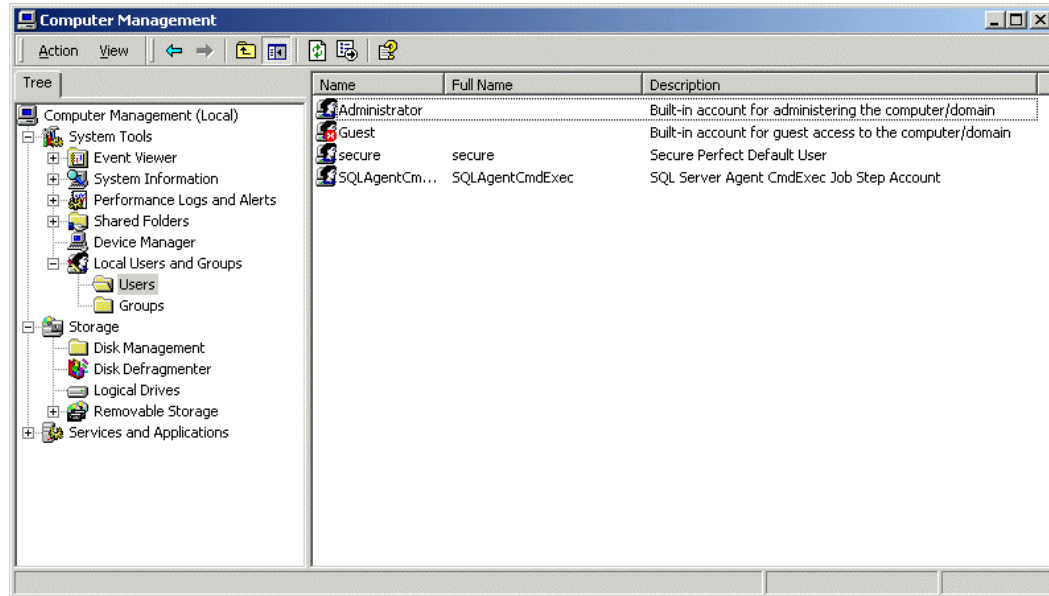 Computer Management
Action View
Tree
Name Full Name Description
Computer Management (Local)
System Tools
Event Viewer
System Information
Performance Logs and Alerts
Shared Folders
Device Manager
Local Users and Groups
Users
Groups
Storage
Disk Management
Disk Defragmenter
Logical Drives
Removable Storage
Services and Applications
Administrator Built-in account for administering the computer/domain
Guest Built-in account for guest access to the computer/domain
secure secure Secure Perfect Default User
SQLAgentCm... SQLAgentCmdExec SQL Server Agent CmdExec Job Step Account